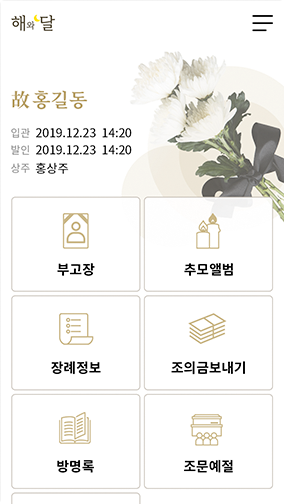 해와달
故 홍길동
입관 2019.12.23 14:20
발인 2019.12.23 14:20
상주 홍상주
부고장
추모앨범
장례정보
조의금보내기
방명록
조문예절